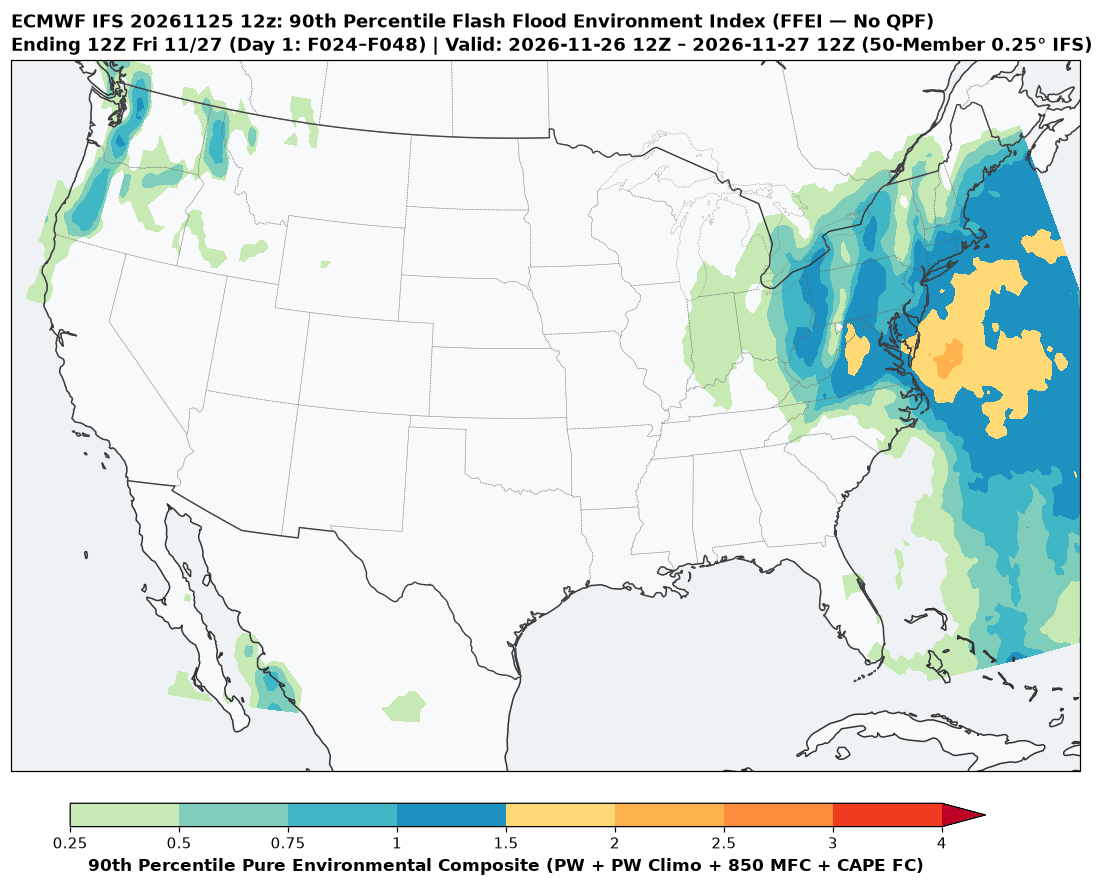 ECMWF IFS 20261125 12z: 90th Percentile Flash Flood Environment Index (FFEI — No QPF)
Ending 12Z Fri 11/27 (Day 1: F024–F048) | Valid: 2026-11-26 12Z – 2026-11-27 12Z (50-Member 0.25° IFS)
0.25 0.5 0.75 1 1.5 2 2.5 3 4
90th Percentile Pure Environmental Composite (PW + PW Climo + 850 MFC + CAPE FC)